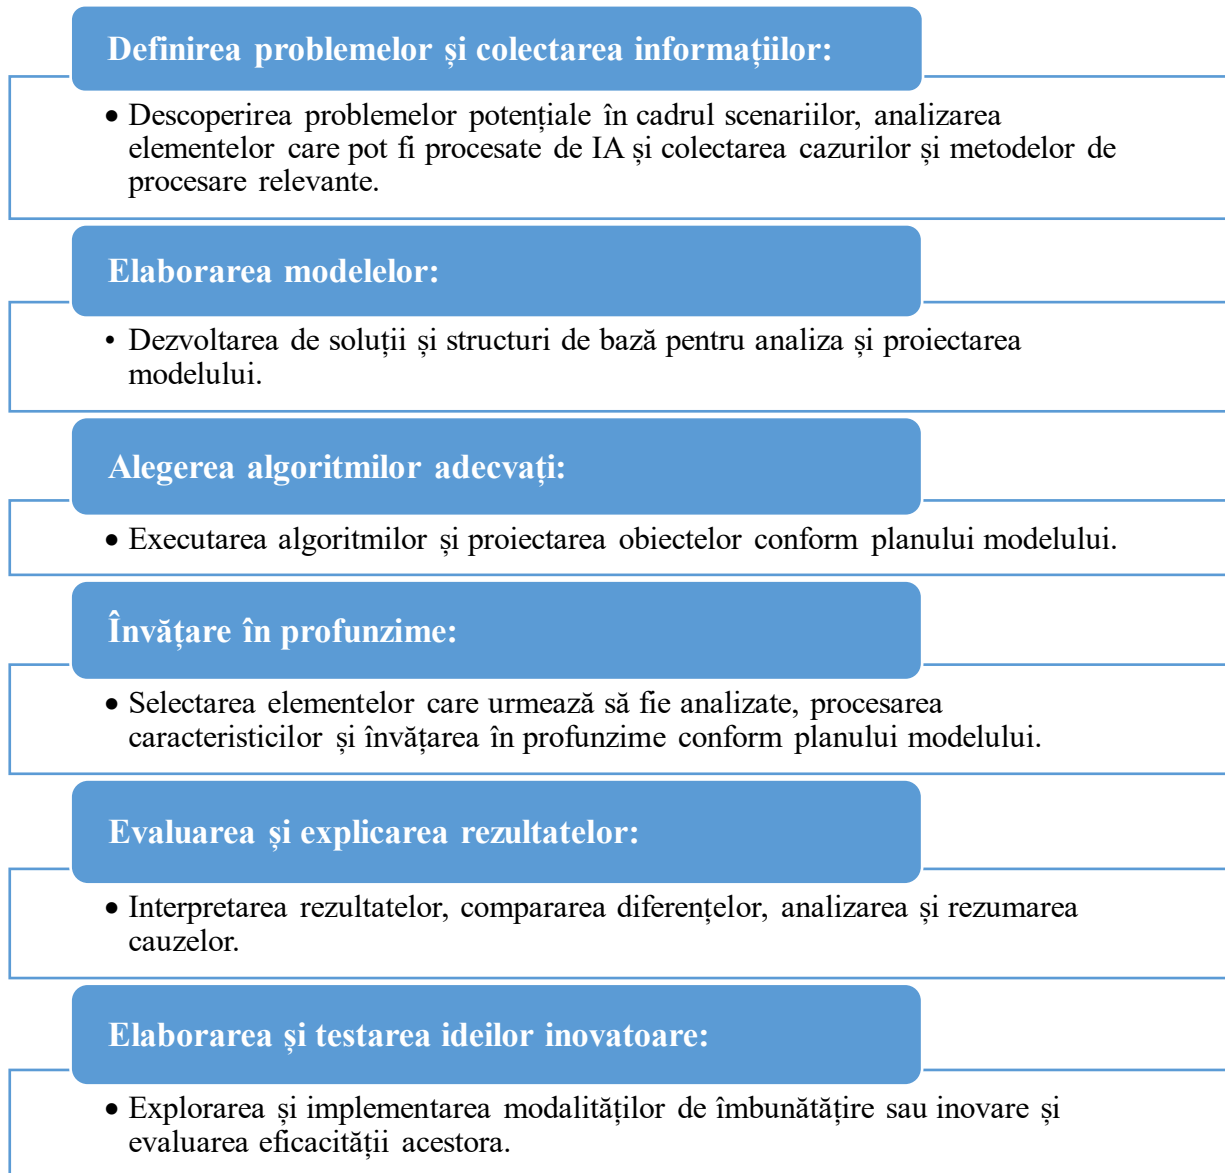 Definirea problemelor și colectarea informațiilor:
• Descoperirea problemelor potențiale în cadrul scenariilor, analizarea
elementelor care pot fi procesate de IA și colectarea cazurilor și metodelor de
procesare relevante.
Elaborarea modelelor:
• Dezvoltarea de soluții și structuri de bază pentru analiza și proiectarea
modelului.
Alegerea algoritmilor adecvați:
• Executarea algoritmilor și proiectarea obiectelor conform planului modelului.
Învățare în profunzime:
• Selectarea elementelor care urmează să fie analizate, procesarea
caracteristicilor și învățarea în profunzime conform planului modelului.
Evaluarea și explicarea rezultatelor:
• Interpretarea rezultatelor, compararea diferențelor, analizarea și rezumarea
cauzelor.
Elaborarea și testarea ideilor inovatoare:
• Explorarea și implementarea modalităților de îmbunătățire sau inovare și
evaluarea eficacității acestora.